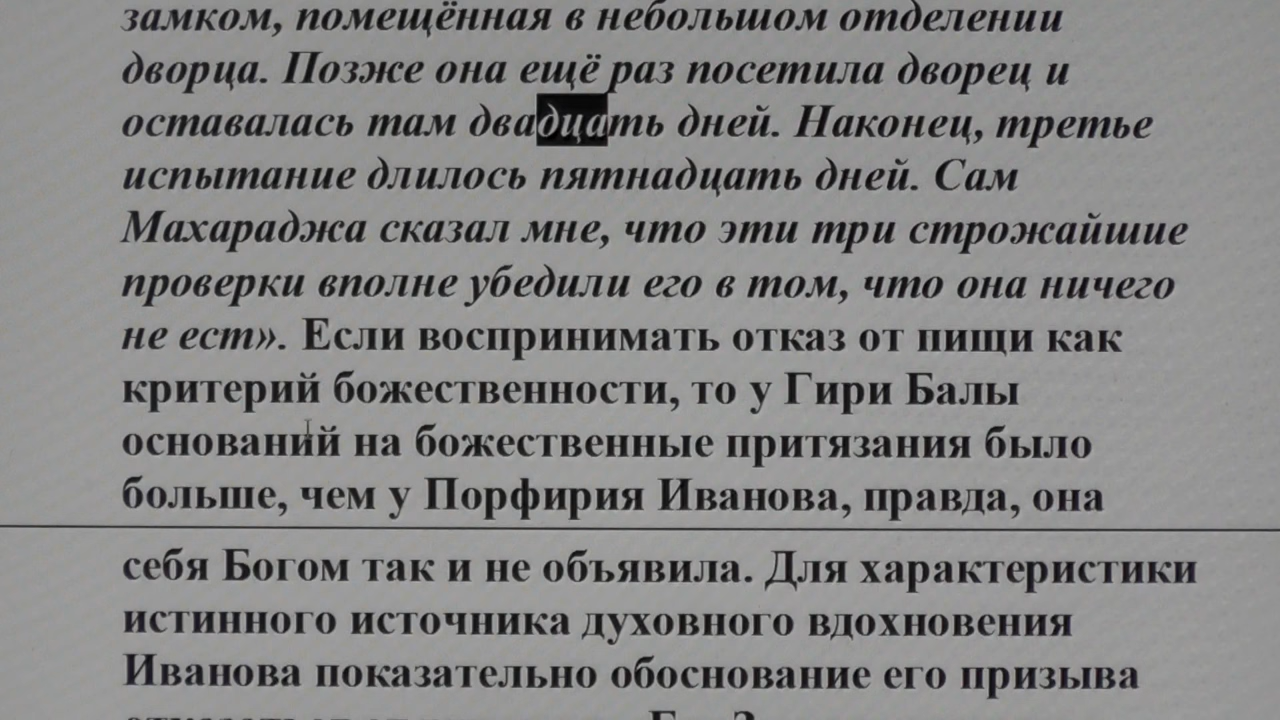 замком, помещённая в небольшом отделении
дворца. Позже она ещё раз посетила дворец и
оставалась там двадцать дней. Наконец, третье
испытание длилось пятнадцать дней. Сам
Махараджа сказал мне, что эти три строжайшие
проверки вполне убедили его в том, что она ничего
не ест». Если воспринимать отказ от пищи как
критерий божественности, то у Гири Балы
оснований на божественные притязания было
больше, чем у Порфирия Иванова, правда, она
себя Богом так и не объявила. Для характеристики
истинного источника духовного вдохновения
Иванова показательно обоснование его призыва